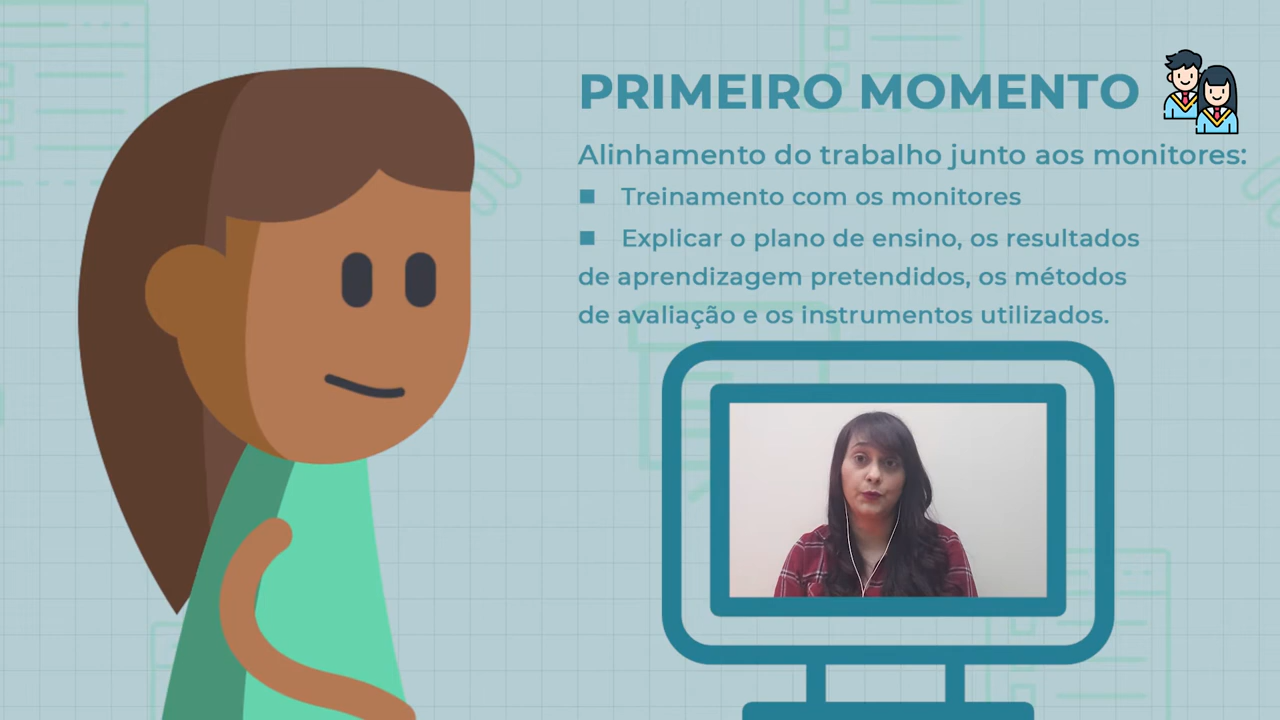 PRIMEIRO MOMENTO
Alinhamento do trabalho junto aos monitores:
■ Treinamento com os monitores
■ Explicar o plano de ensino, os resultados
de aprendizagem pretendidos, os métodos
de avaliação e os instrumentos utilizados.